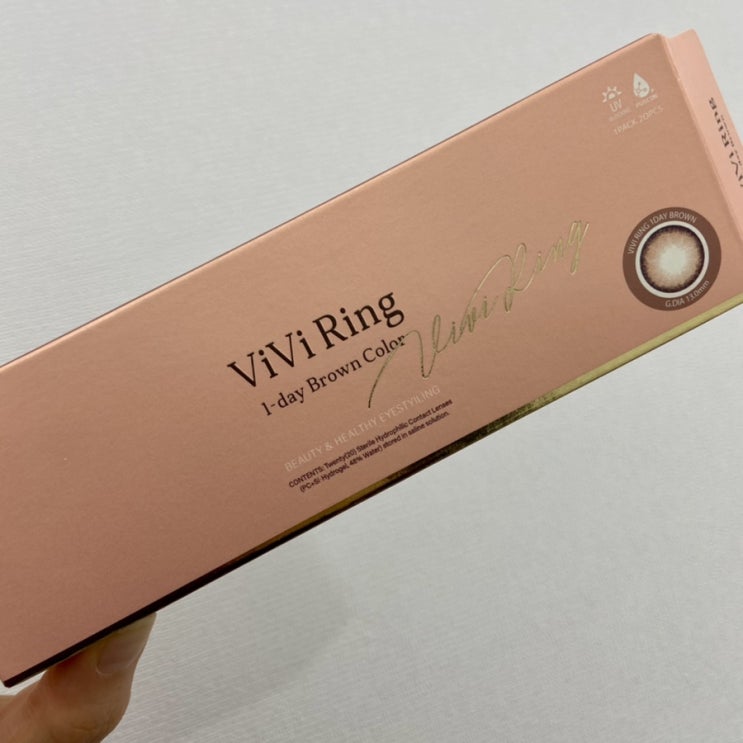 UV
1PACK 20PCS
ViVi Ring
1-day Brown Color
Vivi Ring
BEAUTY & HEALTHY EYESTYILING
CONTENTS: Twenty(20) Sterile Hydrophilic Contact Lenses
(PC+Si Hydrogel, 48% Water) stored in saline solution.
VIVI RING 1DAY BROWN
G.DIA 13.0mm
ViVi Ring